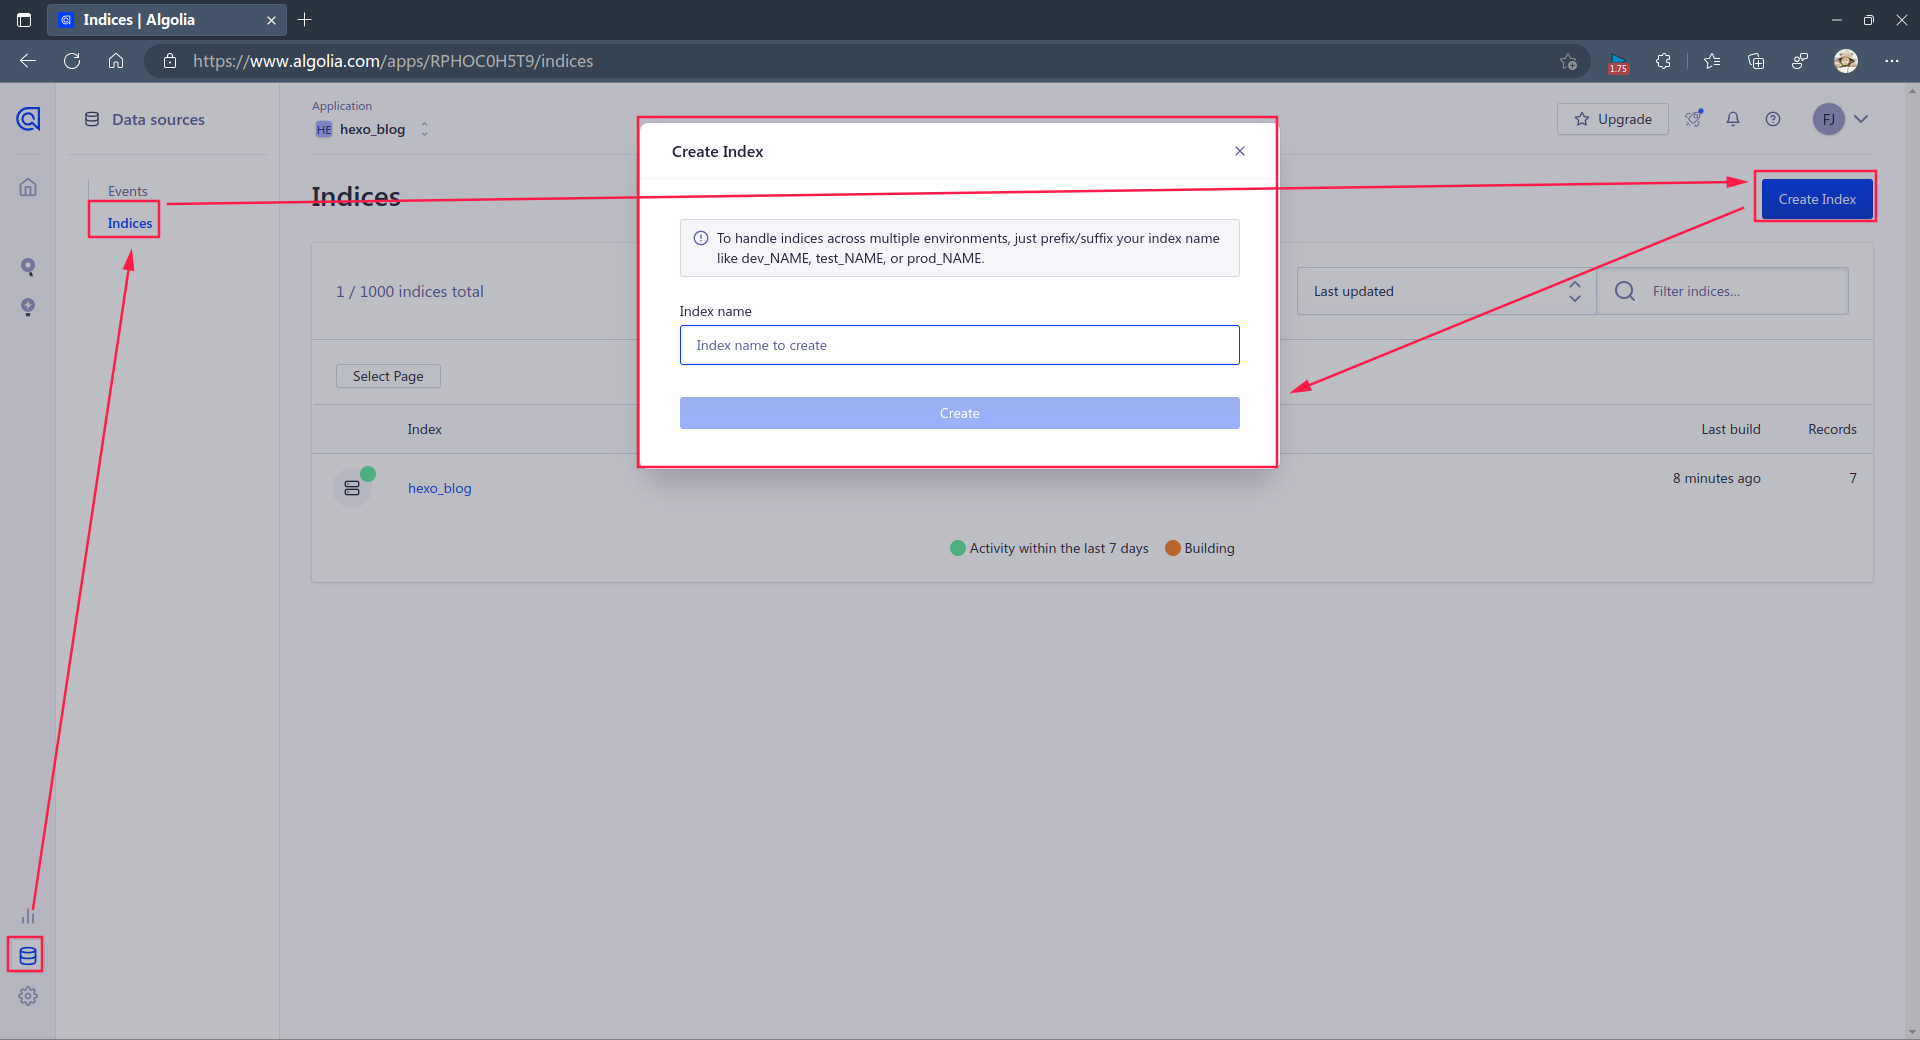 Indices | Algolia
https://www.algolia.com/apps/RPHOC0H5T9/indices
1.75
Data sources
Events
Indices
Application
HE hexo_blog
Upgrade
FJ
Indices
Create Index
1 / 1000 indices total
Last updated
Filter indices...
Select Page
Index
Last build
Records
hexo_blog
8 minutes ago
7
Activity within the last 7 days
Building
Create Index
To handle indices across multiple environments, just prefix/suffix your index name
like dev_NAME, test_NAME, or prod_NAME.
Index name
Index name to create
Create